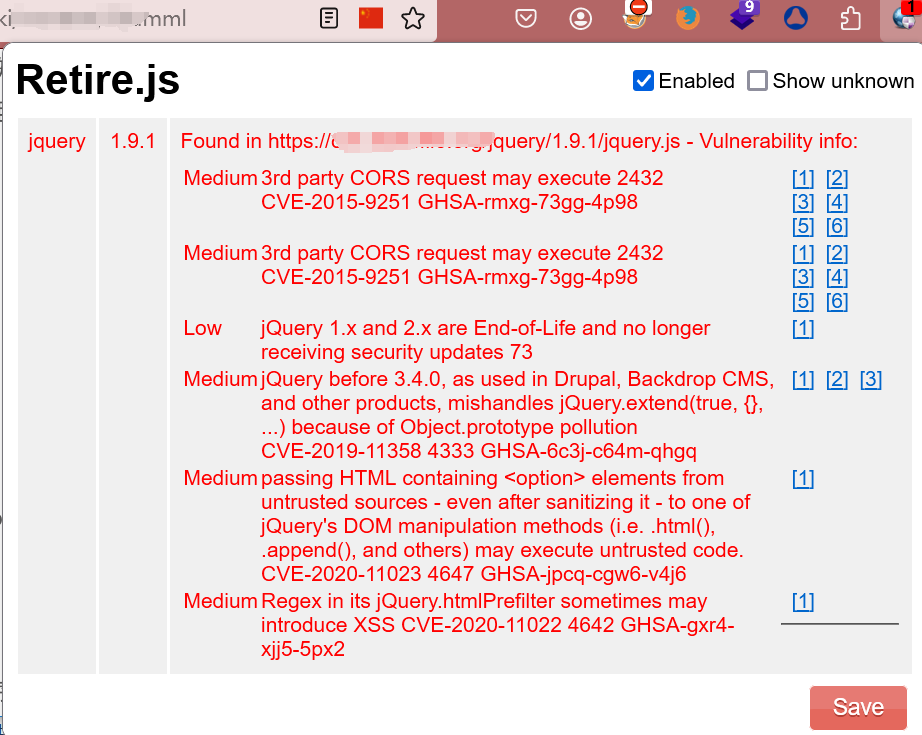 mml
9
1
Retire.js
Enabled
Show unknown
jquery 1.9.1 Found in https:// jquery/1.9.1/jquery.js - Vulnerability info:
Medium 3rd party CORS request may execute 2432 [1] [2]
CVE-2015-9251 GHSA-rmxg-73gg-4p98 [3] [4]
[5] [6]
Medium 3rd party CORS request may execute 2432 [1] [2]
CVE-2015-9251 GHSA-rmxg-73gg-4p98 [3] [4]
[5] [6]
Low jQuery 1.x and 2.x are End-of-Life and no longer [1]
receiving security updates 73
Medium jQuery before 3.4.0, as used in Drupal, Backdrop CMS, [1] [2] [3]
and other products, mishandles jQuery.extend(true, {},
...) because of Object.prototype pollution
CVE-2019-11358 4333 GHSA-6c3j-c64m-qhgq
Medium passing HTML containing <option> elements from [1]
untrusted sources - even after sanitizing it - to one of
jQuery's DOM manipulation methods (i.e. .html(),
.append(), and others) may execute untrusted code.
CVE-2020-11023 4647 GHSA-jpcq-cgw6-v4j6
Medium Regex in its jQuery.htmlPrefilter sometimes may [1]
introduce XSS CVE-2020-11022 4642 GHSA-gxr4-
xjj5-5px2
Save